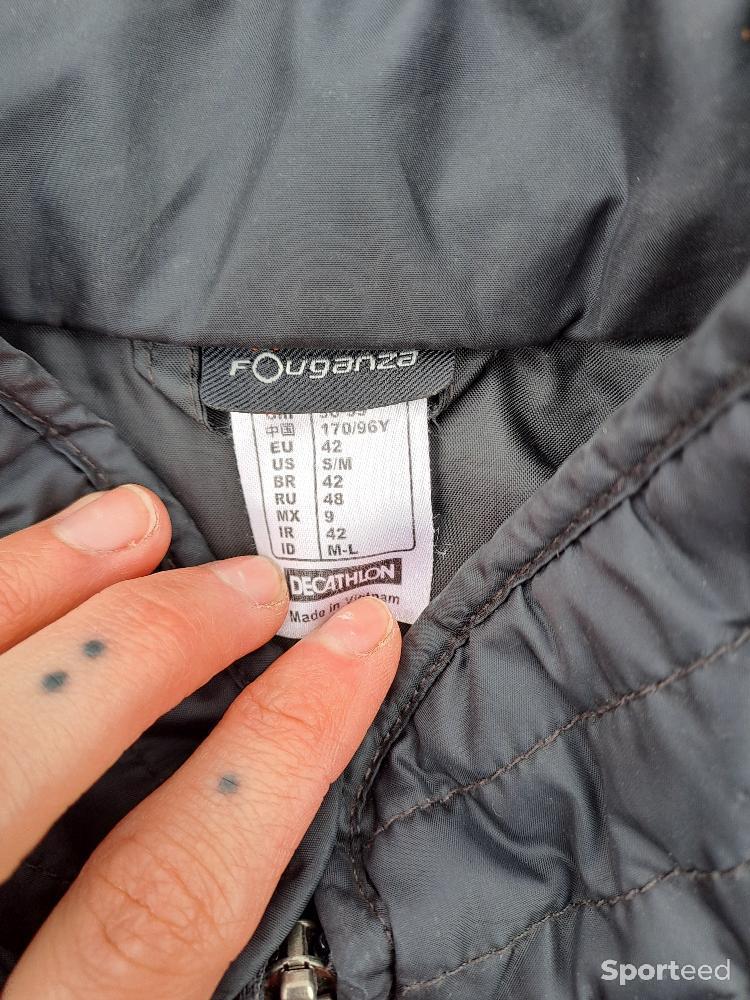 FOuganza
中国 170/96Y
EU 42
US S/M
BR 42
RU 48
MX 9
IR 42
ID M-L
DECATHLON
Made in Vietnam
Sporteed